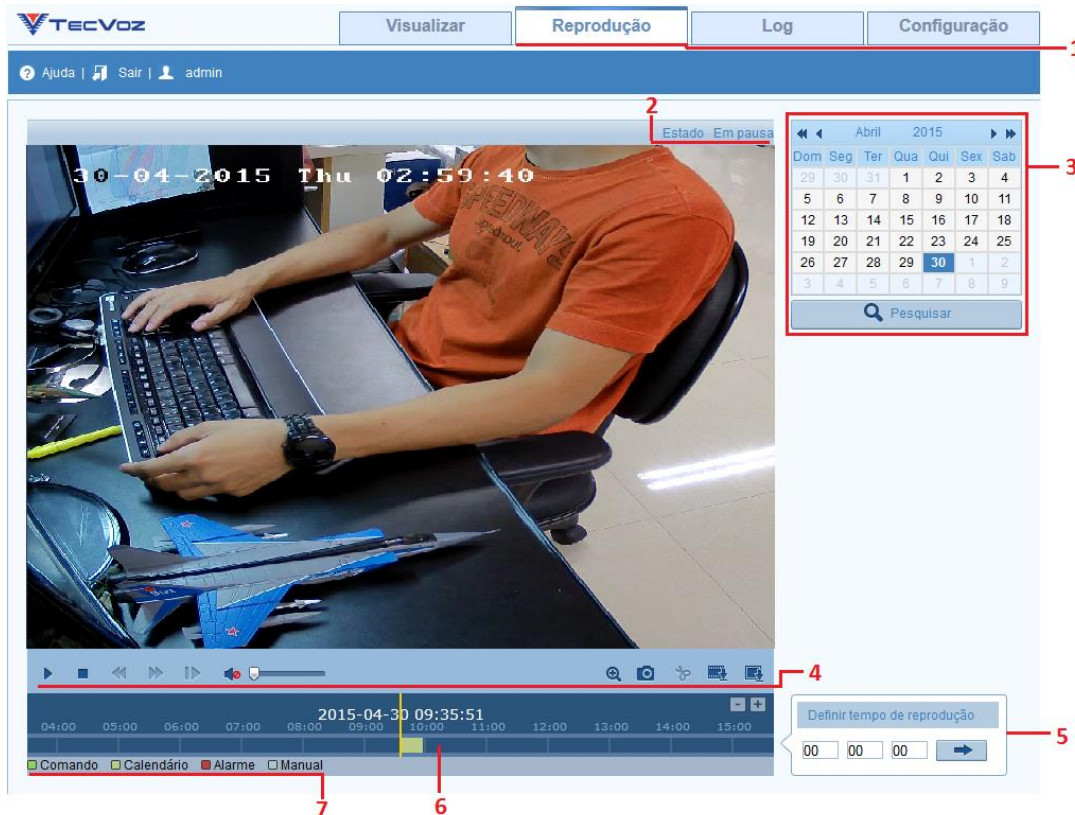 TECVOZ
Visualizar
Reprodução
Log
Configuração
1
? Ajuda | Sair | admin
2
Estado Em pausa
30-04-2015 Thu 02:59:40
SPEEDWAYS
Abril 2015
Dom Seg Ter Qua Qui Sex Sab
29 30 31 1 2 3 4
5 6 7 8 9 10 11
12 13 14 15 16 17 18
19 20 21 22 23 24 25
26 27 28 29 30 1 2
3 4 5 6 7 8 9
3
Pesquisar
4
2015-04-30 09:35:51
04:00 05:00 06:00 07:00 08:00 09:00 10:00 11:00 12:00 13:00 14:00 15:00
Comando Calendário Alarme Manual
Definir tempo de reprodução
00 00 00
5
7
6